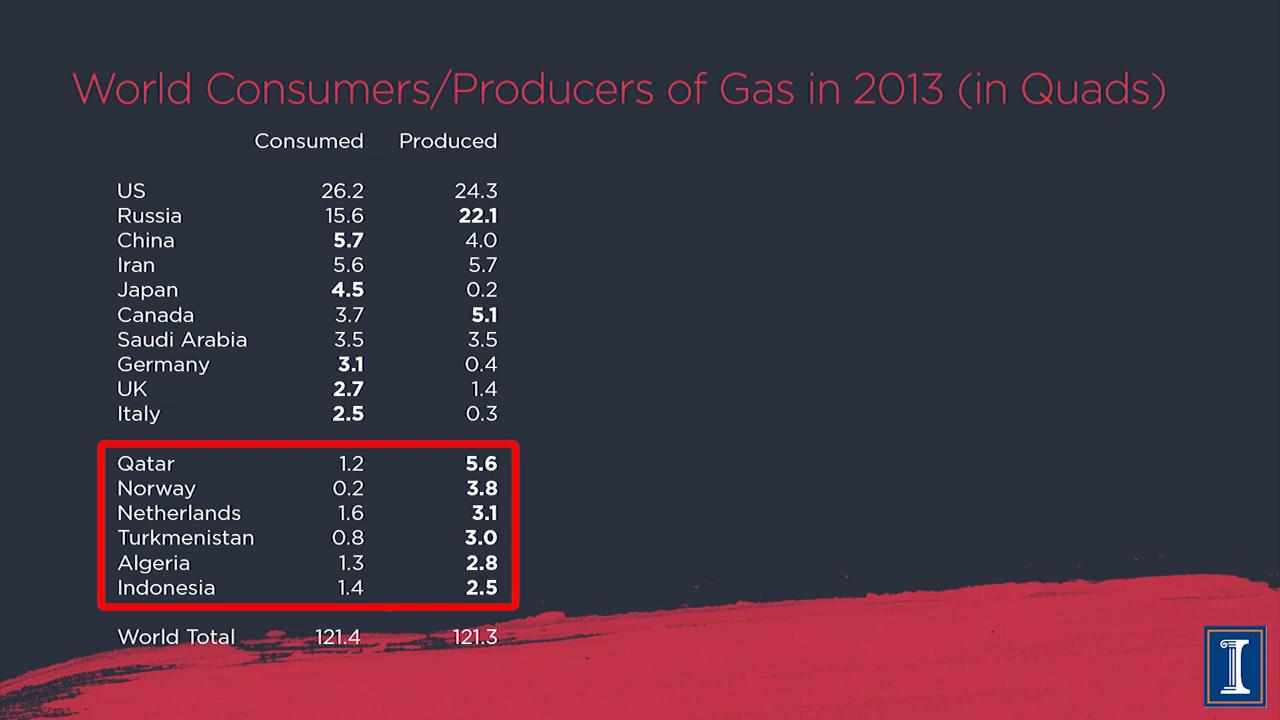 World Consumers/Producers of Gas in 2013 (in Quads)
Consumed Produced
US 26.2 24.3
Russia 15.6 22.1
China 5.7 4.0
Iran 5.6 5.7
Japan 4.5 0.2
Canada 3.7 5.1
Saudi Arabia 3.5 3.5
Germany 3.1 0.4
UK 2.7 1.4
Italy 2.5 0.3
Qatar 1.2 5.6
Norway 0.2 3.8
Netherlands 1.6 3.1
Turkmenistan 0.8 3.0
Algeria 1.3 2.8
Indonesia 1.4 2.5
World Total 121.4 121.3
I